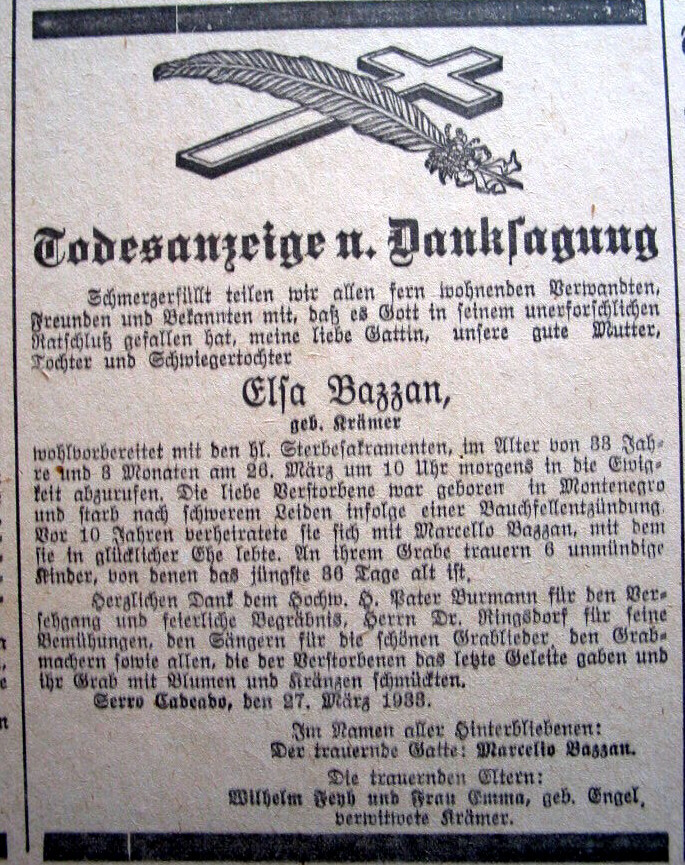 Todesanzeige u. Danksagung
Schmerzerfüllt teilen wir allen fern wohnenden Verwandten,
Freunden und Bekannten mit, daß es Gott in seinem unerforschlichen
Ratschluß gefallen hat, meine liebe Gattin, unsere gute Mutter,
Tochter und Schwiegertochter
Elsa Bazzan,
geb. Krämer
wohlvorbereitet mit den hl. Sterbesakramenten, im Alter von 33 Jah-
re und 3 Monaten am 26. März um 10 Uhr morgens in die Ewig-
keit abzurufen. Die liebe Verstorbene war geboren in Montenegro
und starb nach schwerem Leiden infolge einer Bauchfellentzündung
Vor 10 Jahren verheiratete sie sich mit Marcello Bazzan, mit dem
sie in glücklicher Ehe lebte. An ihrem Grabe trauern 6 unmündige
Kinder, von denen das jüngste 36 Tage alt ist.
Herzlichen Dank dem Hochw. H. Pater Burmann für den Ver-
sehgang und feierliche Begräbnis, Herrn Dr. Ringsdorf für seine
Bemühungen, den Sängern für die schönen Grablieder, den Grab-
machern sowie allen, die der Verstorbenen das letzte Geleite gaben und
ihr Grab mit Blumen und Kränzen schmückten.
Serro Cadeado, den 27. März 1933.
Im Namen aller Hinterbliebenen:
Der trauernde Gatte: Marcello Bazzan.
Die trauernden Eltern:
Wilhelm Feyh und Frau Emma, geb. Engel,
verwitwete Krämer.